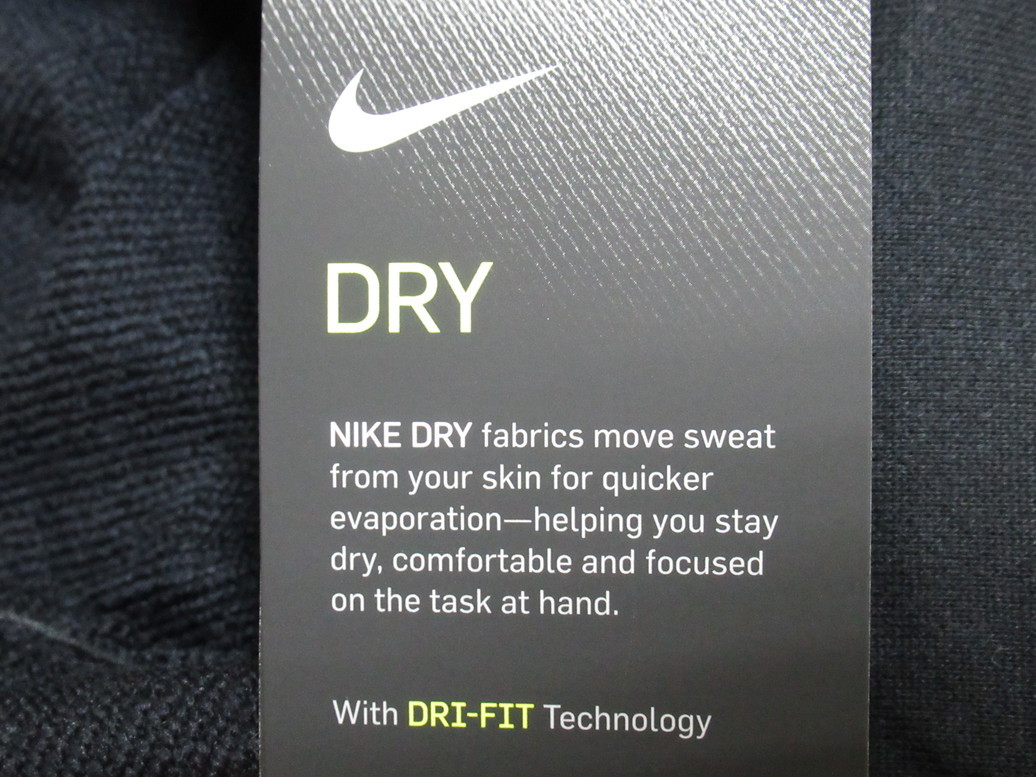 DRY
NIKE DRY fabrics move sweat
from your skin for quicker
evaporation—helping you stay
dry, comfortable and focused
on the task at hand.
With DRI-FIT Technology